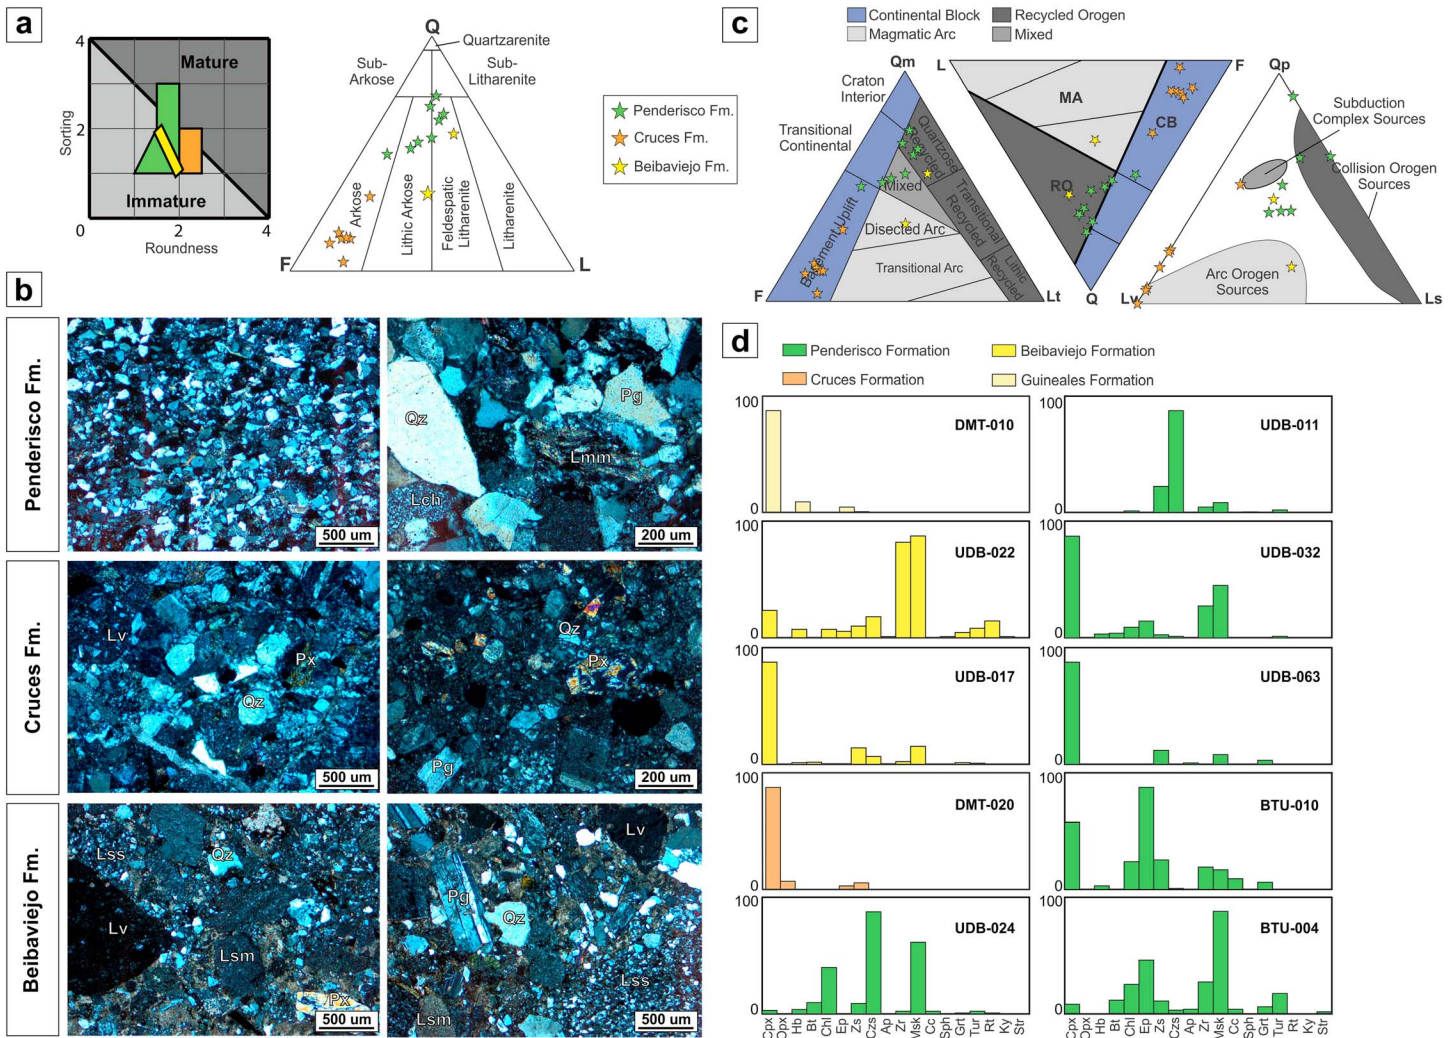 a
4
Sorting
2
0
2
4
Roundness
Mature
Immature
Q
Quartzarenite
Sub-
Arkose
Sub-
Litharenite
Arkose
Lithic Arkose
Feldespatic
Litharenite
Litharenite
F
L
Penderisco Fm.
Cruces Fm.
Beibaviejo Fm.
b
Penderisco Fm.
500 um
Qz
Pg
Lmm
Lch
200 um
Cruces Fm.
Lv
Px
Qz
500 um
Qz
Px
Pg
200 um
Beibaviejo Fm.
Lss
Qz
Lv
Lsm
Px
500 um
Lv
Pg
Qz
Lss
Lsm
500 um
c
Continental Block
Recycled Orogen
Magmatic Arc
Mixed
Qm
Craton
Interior
Transitional
Continental
Quartzose
Recycled
Mixed
Basement Uplift
Disected Arc
Transitional
Recycled
Transitional Arc
Lithic
Recycled
F
Lt
L
F
MA
CB
RO
Q
Qp
Subduction
Complex Sources
Collision Orogen
Sources
Arc Orogen
Sources
Lv
Ls
d
Penderisco Formation
Beibaviejo Formation
Cruces Formation
Guineales Formation
100
DMT-010
0
100
UDB-011
0
100
UDB-022
0
100
UDB-032
0
100
UDB-017
0
100
UDB-063
0
100
DMT-020
0
100
BTU-010
0
100
UDB-024
0
100
BTU-004
0
Cpx Opx Hb Bt Chl Ep Zs Czs Ap Zr Msk Cc Sph Grt Tur Rt Ky Str
Cpx Opx Hb Bt Chl Ep Zs Czs Ap Zr Msk Cc Sph Grt Tur Rt Ky Str